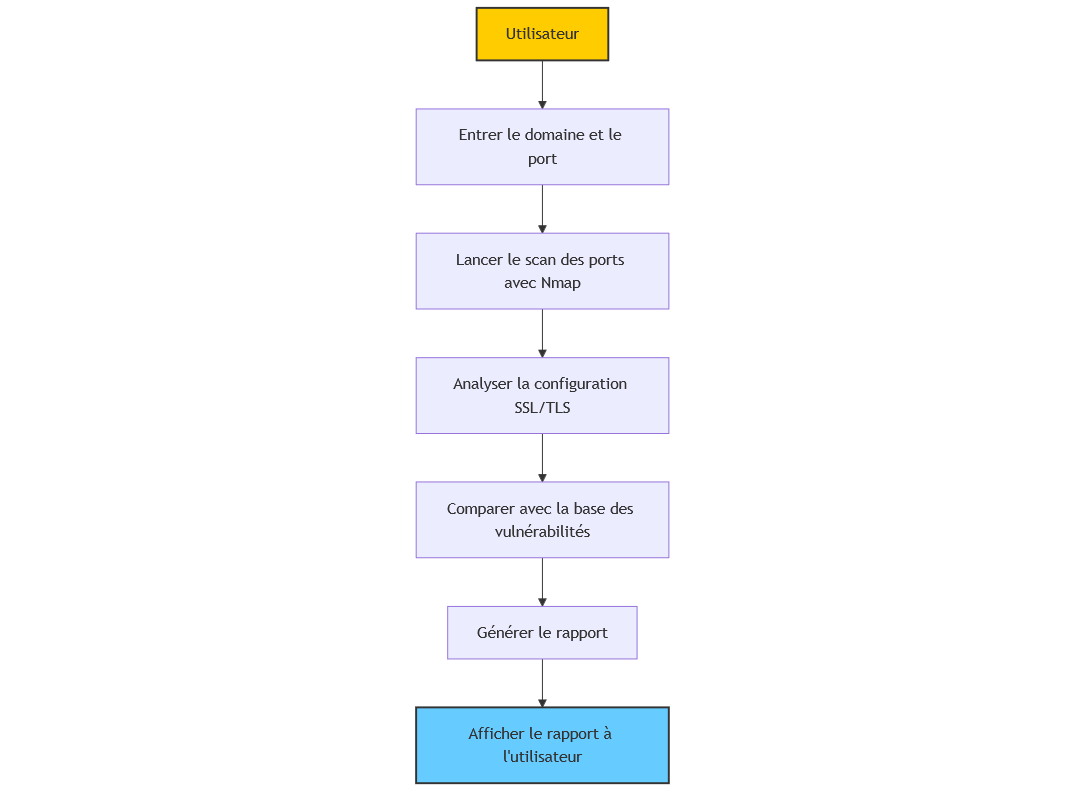 Utilisateur
Entrer le domaine et le
port
Lancer le scan des ports
avec Nmap
Analyser la configuration
SSL/TLS
Comparer avec la base des
vulnérabilités
Générer le rapport
Afficher le rapport à
l'utilisateur